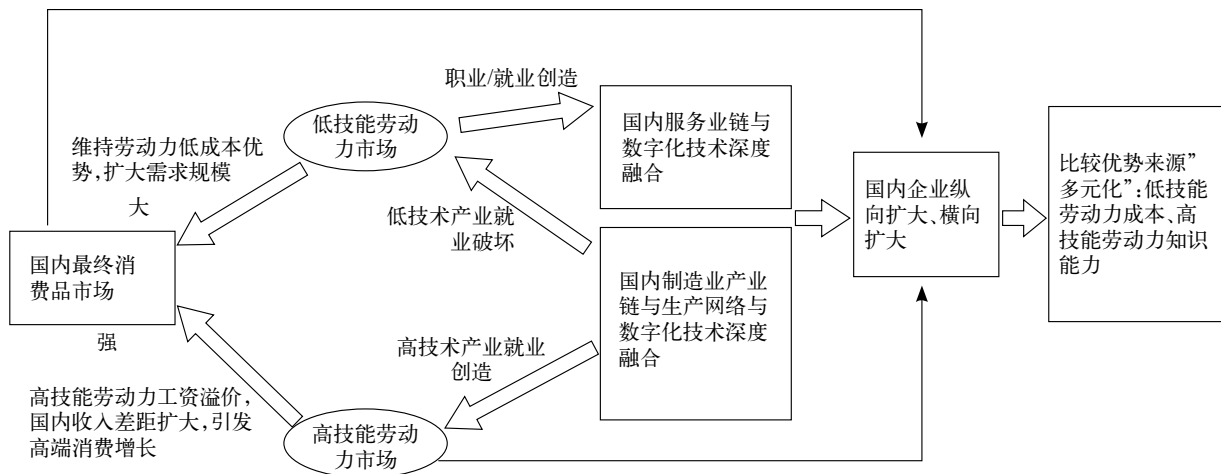 职业/就业创造
低技能劳动
力市场
国内服务业链与
数字化技术深度
融合
维持劳动力低成本优
势,扩大需求规模
大
低技术产业就
业破坏
国内企业纵
向扩大、横向
扩大
比较优势来源”
多元化”:低技能
劳动力成本、高
技能劳动力知识
能力
国内最终消
费品市场
强
国内制造业产业
链与生产网络与
数字化技术深度
融合
高技术产业就业
创造
高技能劳动力工资溢价,
国内收入差距扩大,引发
高端消费增长
高技能劳动
力市场